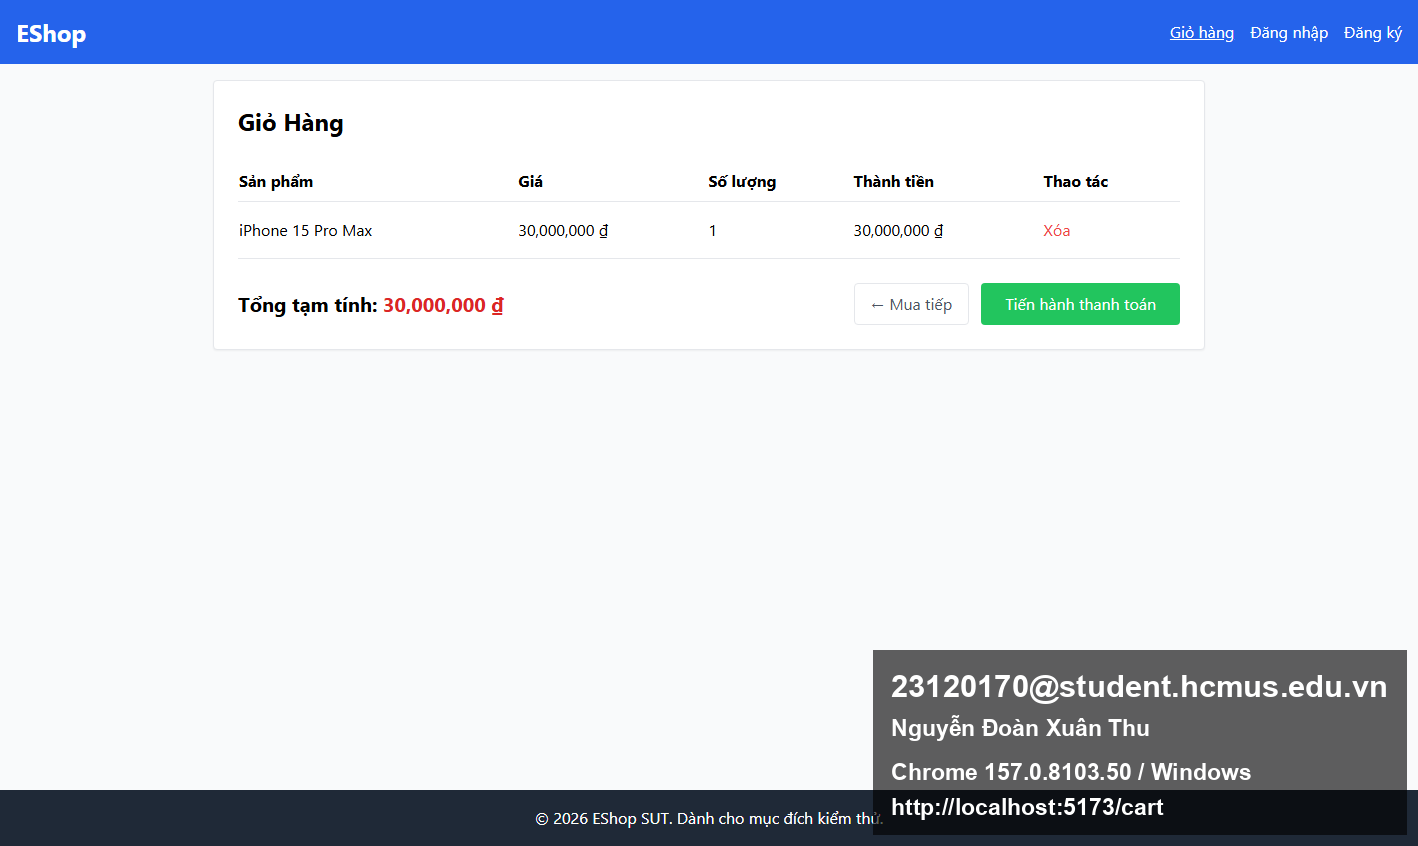 EShop
Giỏ hàng Đăng nhập Đăng ký
Giỏ Hàng
Sản phẩm Giá Số lượng Thành tiền Thao tác
iPhone 15 Pro Max 30,000,000 ₫ 1 30,000,000 ₫ Xóa
Tổng tạm tính: 30,000,000 ₫
← Mua tiếp
Tiến hành thanh toán
23120170@student.hcmus.edu.vn
Nguyễn Đoàn Xuân Thu
Chrome 157.0.8103.50 / Windows
http://localhost:5173/cart
© 2026 EShop SUT. Dành cho mục đích kiểm thử.